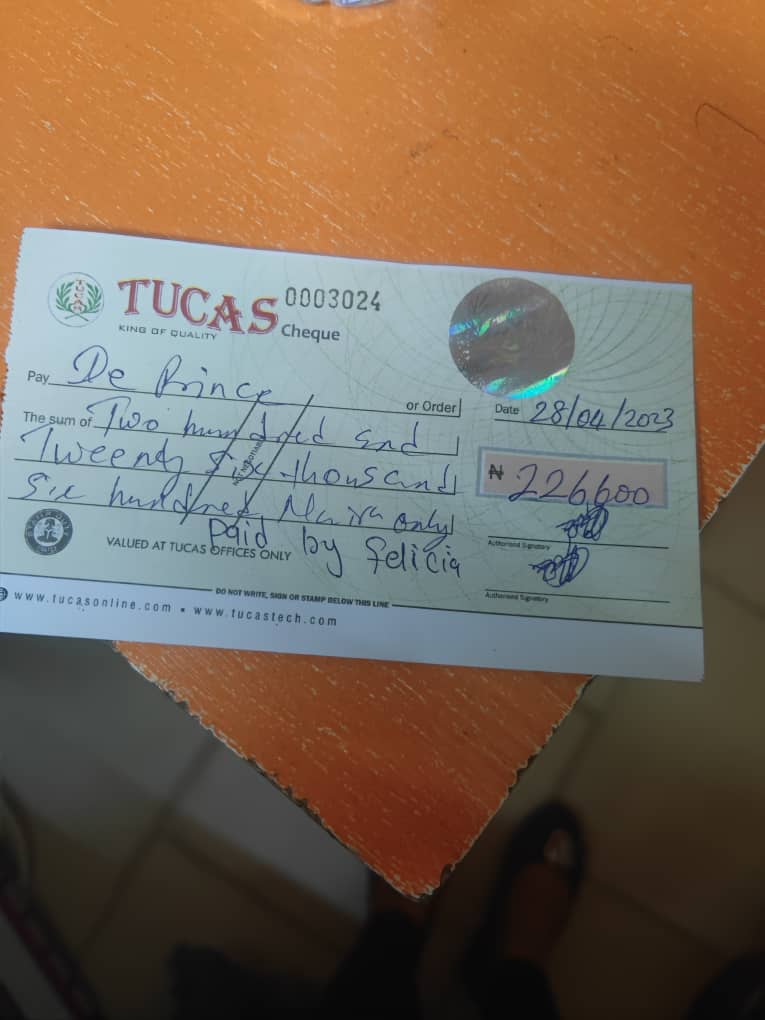 TUCAS
KING OF QUALITY
0003024
Cheque
Pay De Prince or Order
Date 28/04/2023
The sum of Two hundred and
Tweenty Six thousand
₦ 226,600
Six hundred Naira only
Authorised Signatory
Paid by felicia
VALUED AT TUCAS OFFICES ONLY
Authorised Signatory
DO NOT WRITE, SIGN OR STAMP BELOW THIS LINE
www.tucasonline.com • www.tucastech.com